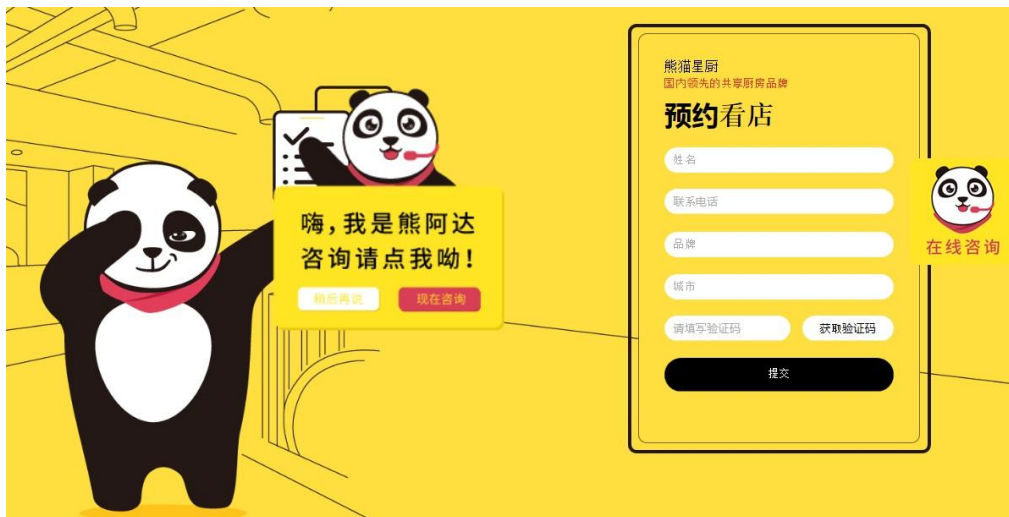 嗨,我是熊阿达
咨询请点我呦!
稍后再说
现在咨询
熊猫星厨
国内领先的共享厨房品牌
预约看店
姓名
联系电话
品牌
城市
请填写验证码
获取验证码
提交
在线咨询